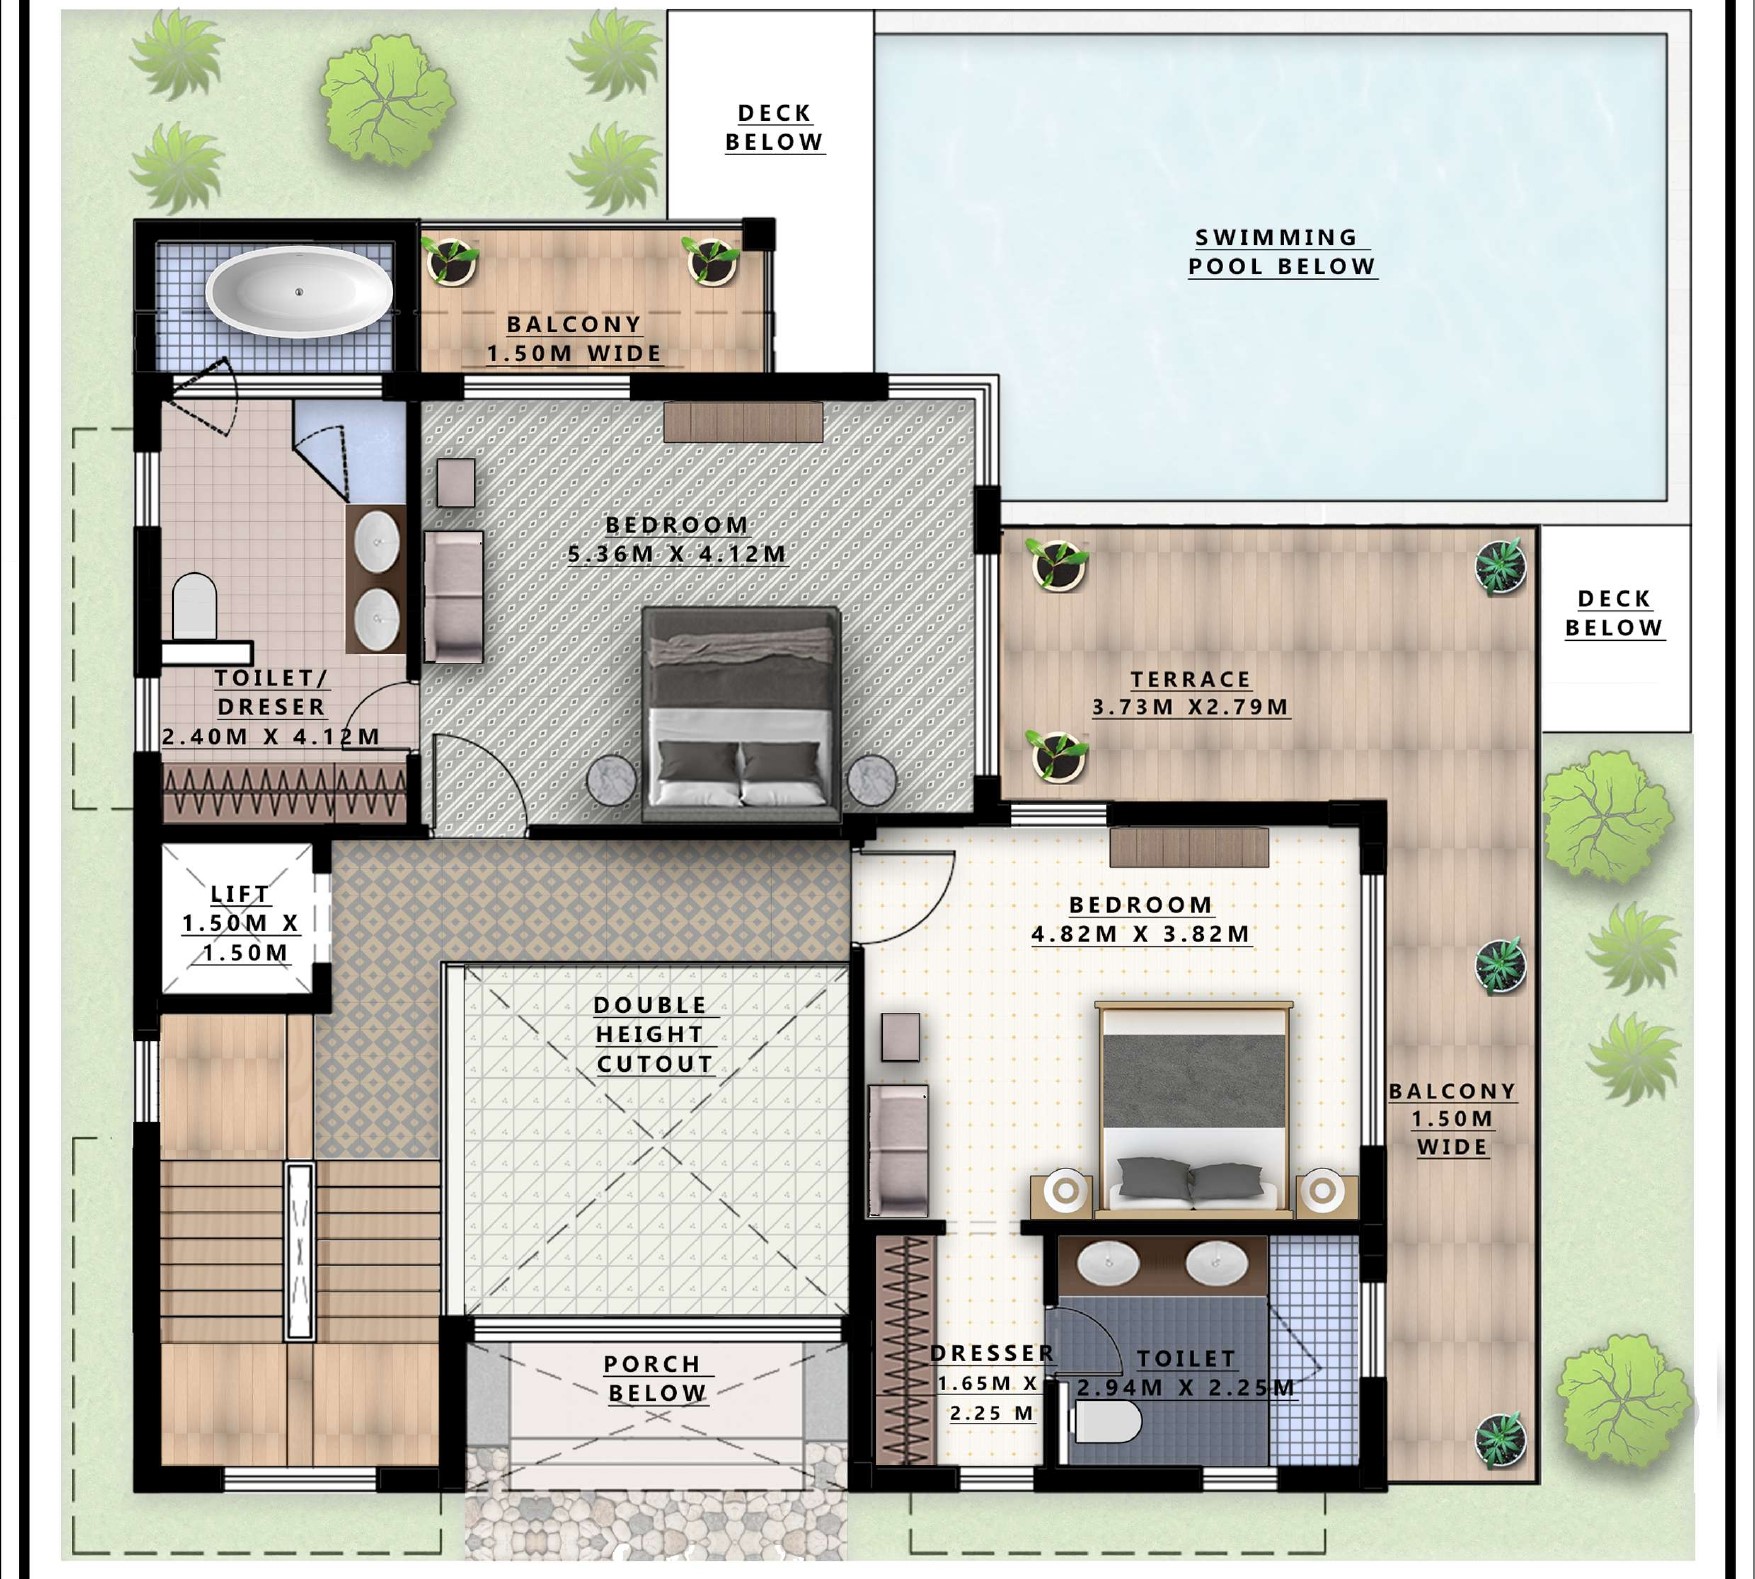 DECK
BELOW
SWIMMING
POOL BELOW
BALCONY
1.50M WIDE
BEDROOM
5.36M X 4.12M
DECK
BELOW
TERRACE
3.73M X2.79M
TOILET/
DRESER
2.40M X 4.12M
LIFT
1.50M X
1.50M
BEDROOM
4.82M X 3.82M
DOUBLE
HEIGHT
CUTOUT
BALCONY
1.50M
WIDE
PORCH
BELOW
DRESSER
1.65M X
2.25 M
TOILET
2.94M X 2.25M